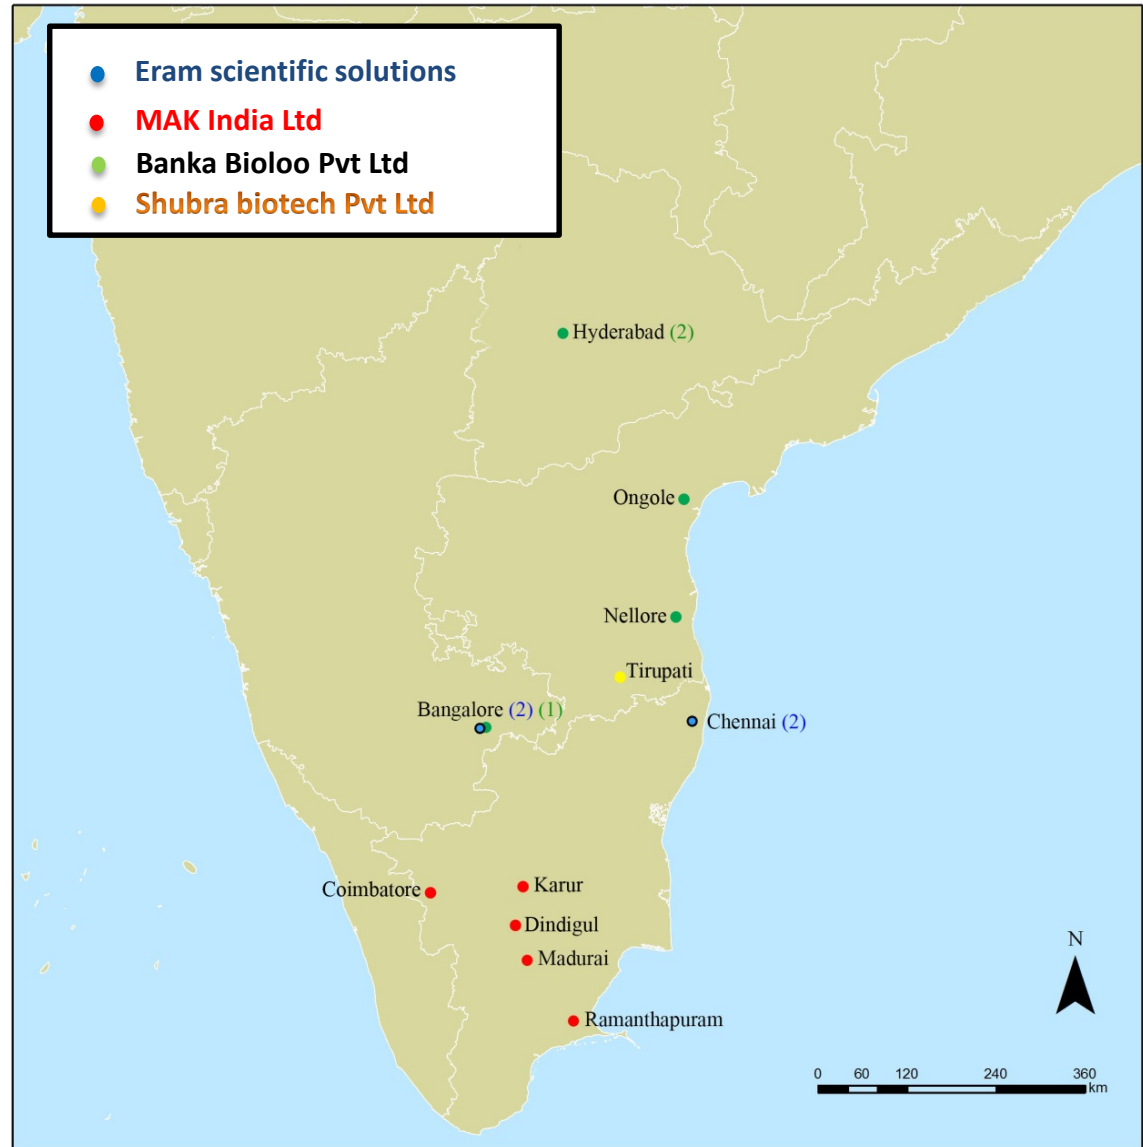 Eram scientific solutions
MAK India Ltd
Banka Bioloo Pvt Ltd
Shubra biotech Pvt Ltd
Hyderabad (2)
Ongole
Nellore
Tirupati
Bangalore (2) (1)
Chennai (2)
Coimbatore
Karur
Dindigul
Madurai
Ramanthapuram
N
0 60 120 240 360
km